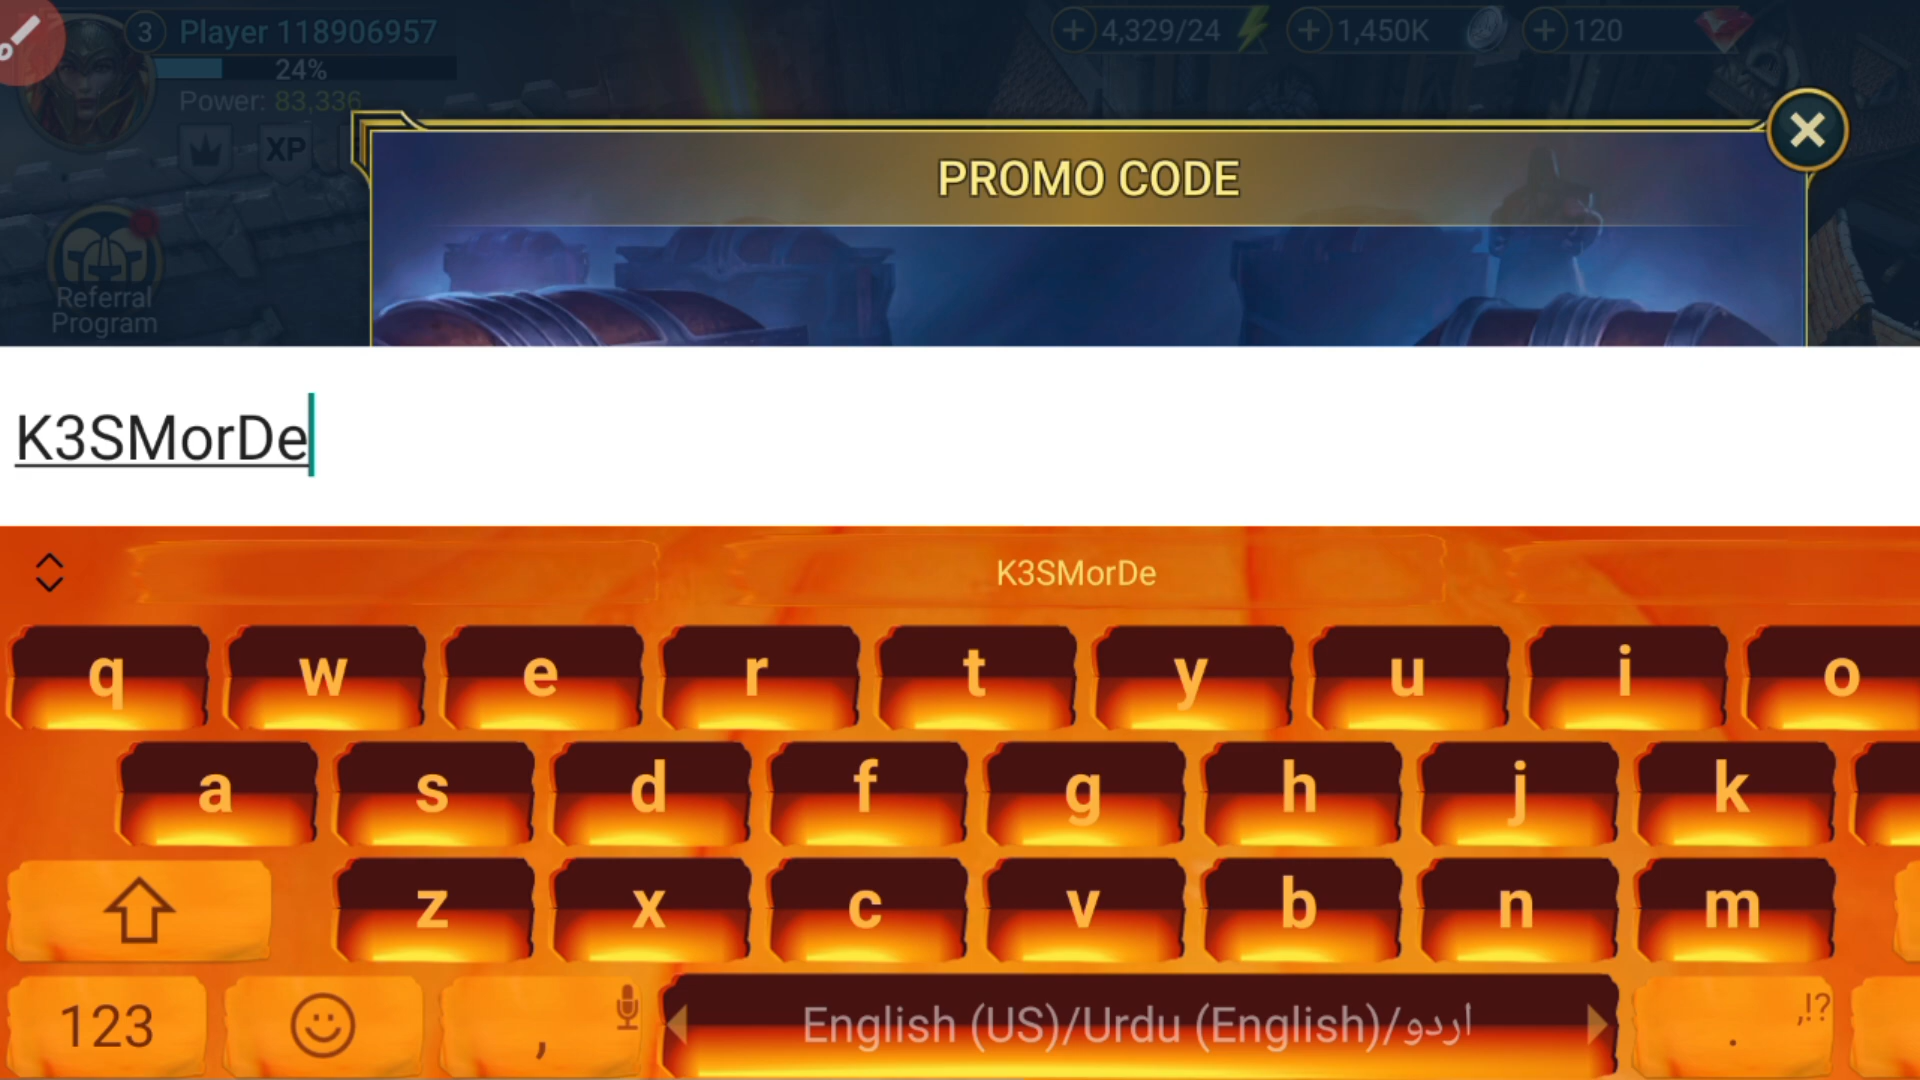 3 Player 118906957
4,329/24
1,450K
120
24%
Power: 83,336
XP
PROMO CODE
Referral
Program
K3SMorDe
K3SMorDe
q w e r t y u i o
a s d f g h j k
z x c v b n m
123 , English (US)/Urdu (English)/اردو . ,!?